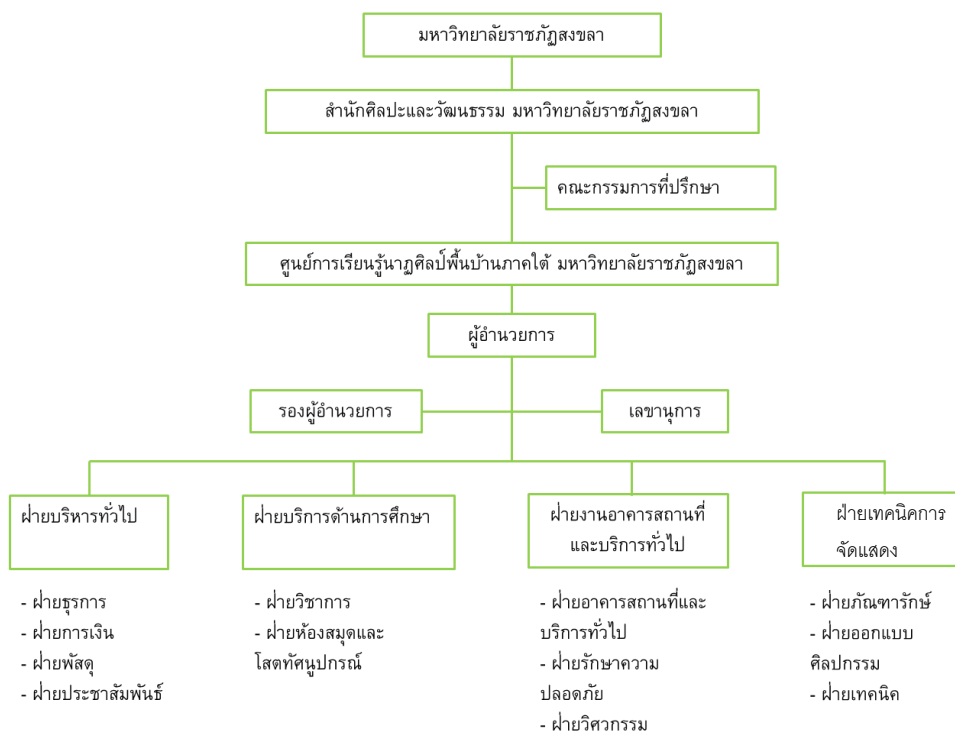 มหาวิทยาลัยราชภัฏสงขลา
สำนักศิลปะและวัฒนธรรม มหาวิทยาลัยราชภัฏสงขลา
คณะกรรมการที่ปรึกษา
ศูนย์การเรียนรู้นาฏศิลป์พื้นบ้านภาคใต้ มหาวิทยาลัยราชภัฏสงขลา
ผู้อำนวยการ
รองผู้อำนวยการ
เลขานุการ
ฝ่ายบริหารทั่วไป
- ฝ่ายธุรการ
- ฝ่ายการเงิน
- ฝ่ายพัสดุ
- ฝ่ายประชาสัมพันธ์
ฝ่ายบริการด้านการศึกษา
- ฝ่ายวิชาการ
- ฝ่ายห้องสมุดและ
โสตทัศนูปกรณ์
ฝ่ายงานอาคารสถานที่
และบริการทั่วไป
- ฝ่ายอาคารสถานที่และ
บริการทั่วไป
- ฝ่ายรักษาความ
ปลอดภัย
- ฝ่ายวิศวกรรม
ฝ่ายเทคนิคการ
จัดแสดง
- ฝ่ายภัณฑารักษ์
- ฝ่ายออกแบบ
ศิลปกรรม
- ฝ่ายเทคนิค